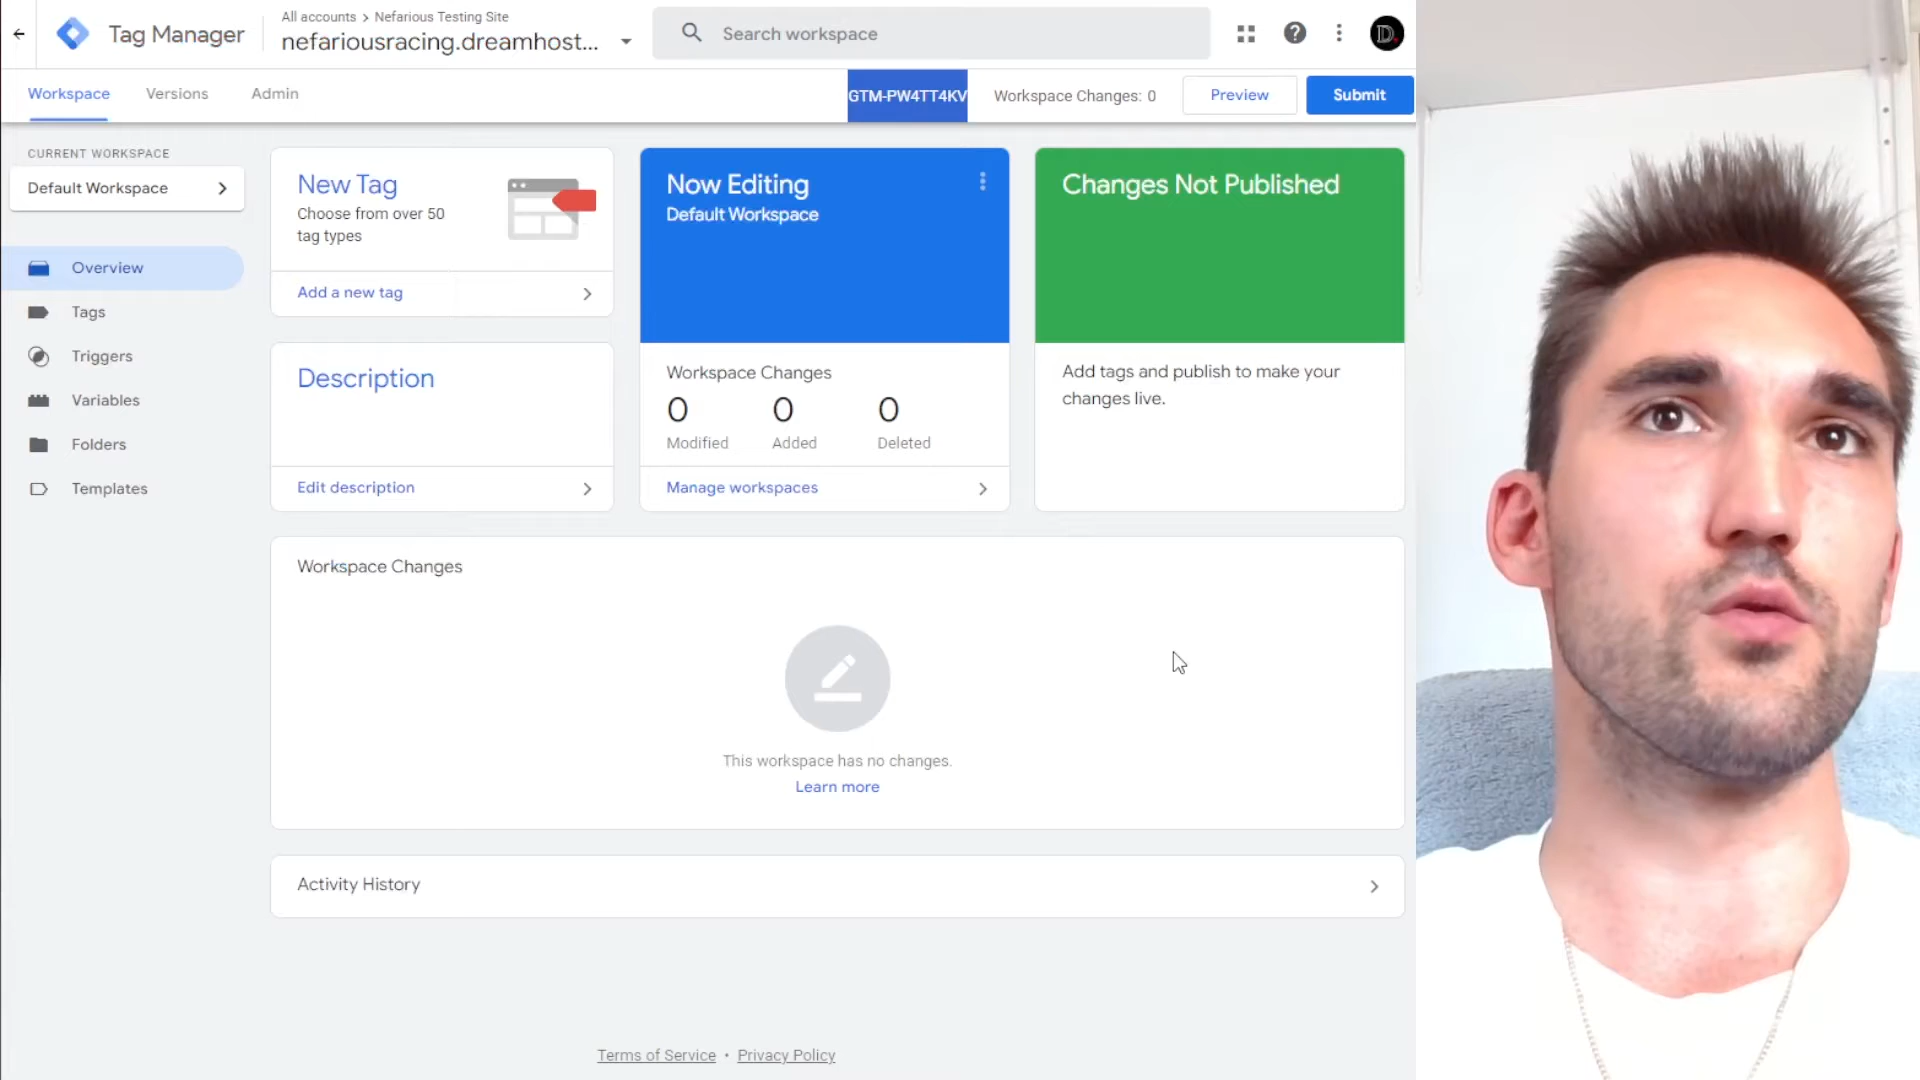 Tag Manager
All accounts > Nefarious Testing Site
nefariousracing.dreamhost...
Search workspace
D.
Workspace
Versions
Admin
GTM-PW4TT4KV
Workspace Changes: 0
Preview
Submit
CURRENT WORKSPACE
Default Workspace
Overview
Tags
Triggers
Variables
Folders
Templates
New Tag
Choose from over 50
tag types
Add a new tag
Description
Edit description
Now Editing
Default Workspace
Workspace Changes
0 0 0
Modified Added Deleted
Manage workspaces
Changes Not Published
Add tags and publish to make your
changes live.
Workspace Changes
This workspace has no changes.
Learn more
Activity History
Terms of Service • Privacy Policy